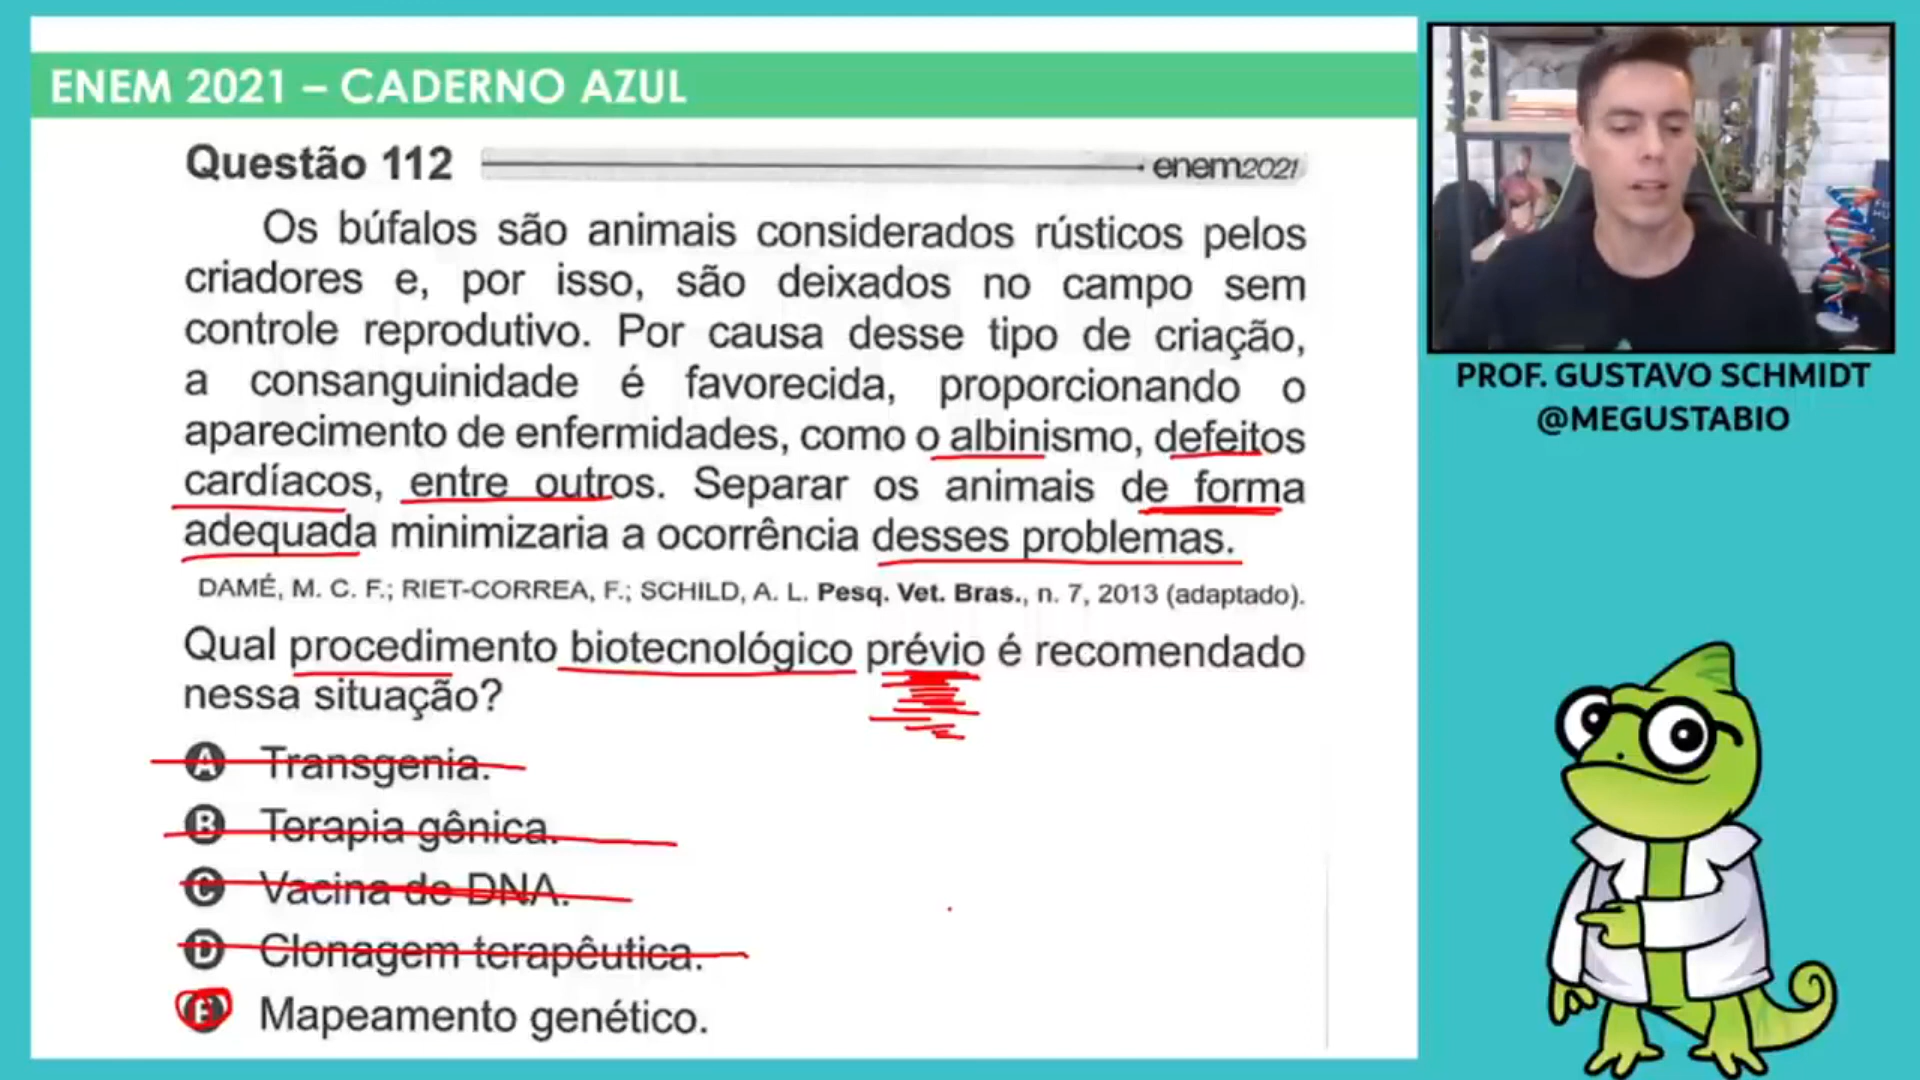 ENEM 2021 – CADERNO AZUL
Questão 112
enem2021
Os búfalos são animais considerados rústicos pelos
criadores e, por isso, são deixados no campo sem
controle reprodutivo. Por causa desse tipo de criação,
a consanguinidade é favorecida, proporcionando o
aparecimento de enfermidades, como o albinismo, defeitos
cardíacos, entre outros. Separar os animais de forma
adequada minimizaria a ocorrência desses problemas.
DAMÉ, M. C. F.; RIET-CORREA, F.; SCHILD, A. L. Pesq. Vet. Bras., n. 7, 2013 (adaptado).
Qual procedimento biotecnológico prévio é recomendado
nessa situação?
A Transgenia.
B Terapia gênica.
C Vacina de DNA.
D Clonagem terapêutica.
E Mapeamento genético.
PROF. GUSTAVO SCHMIDT
@MEGUSTABIO